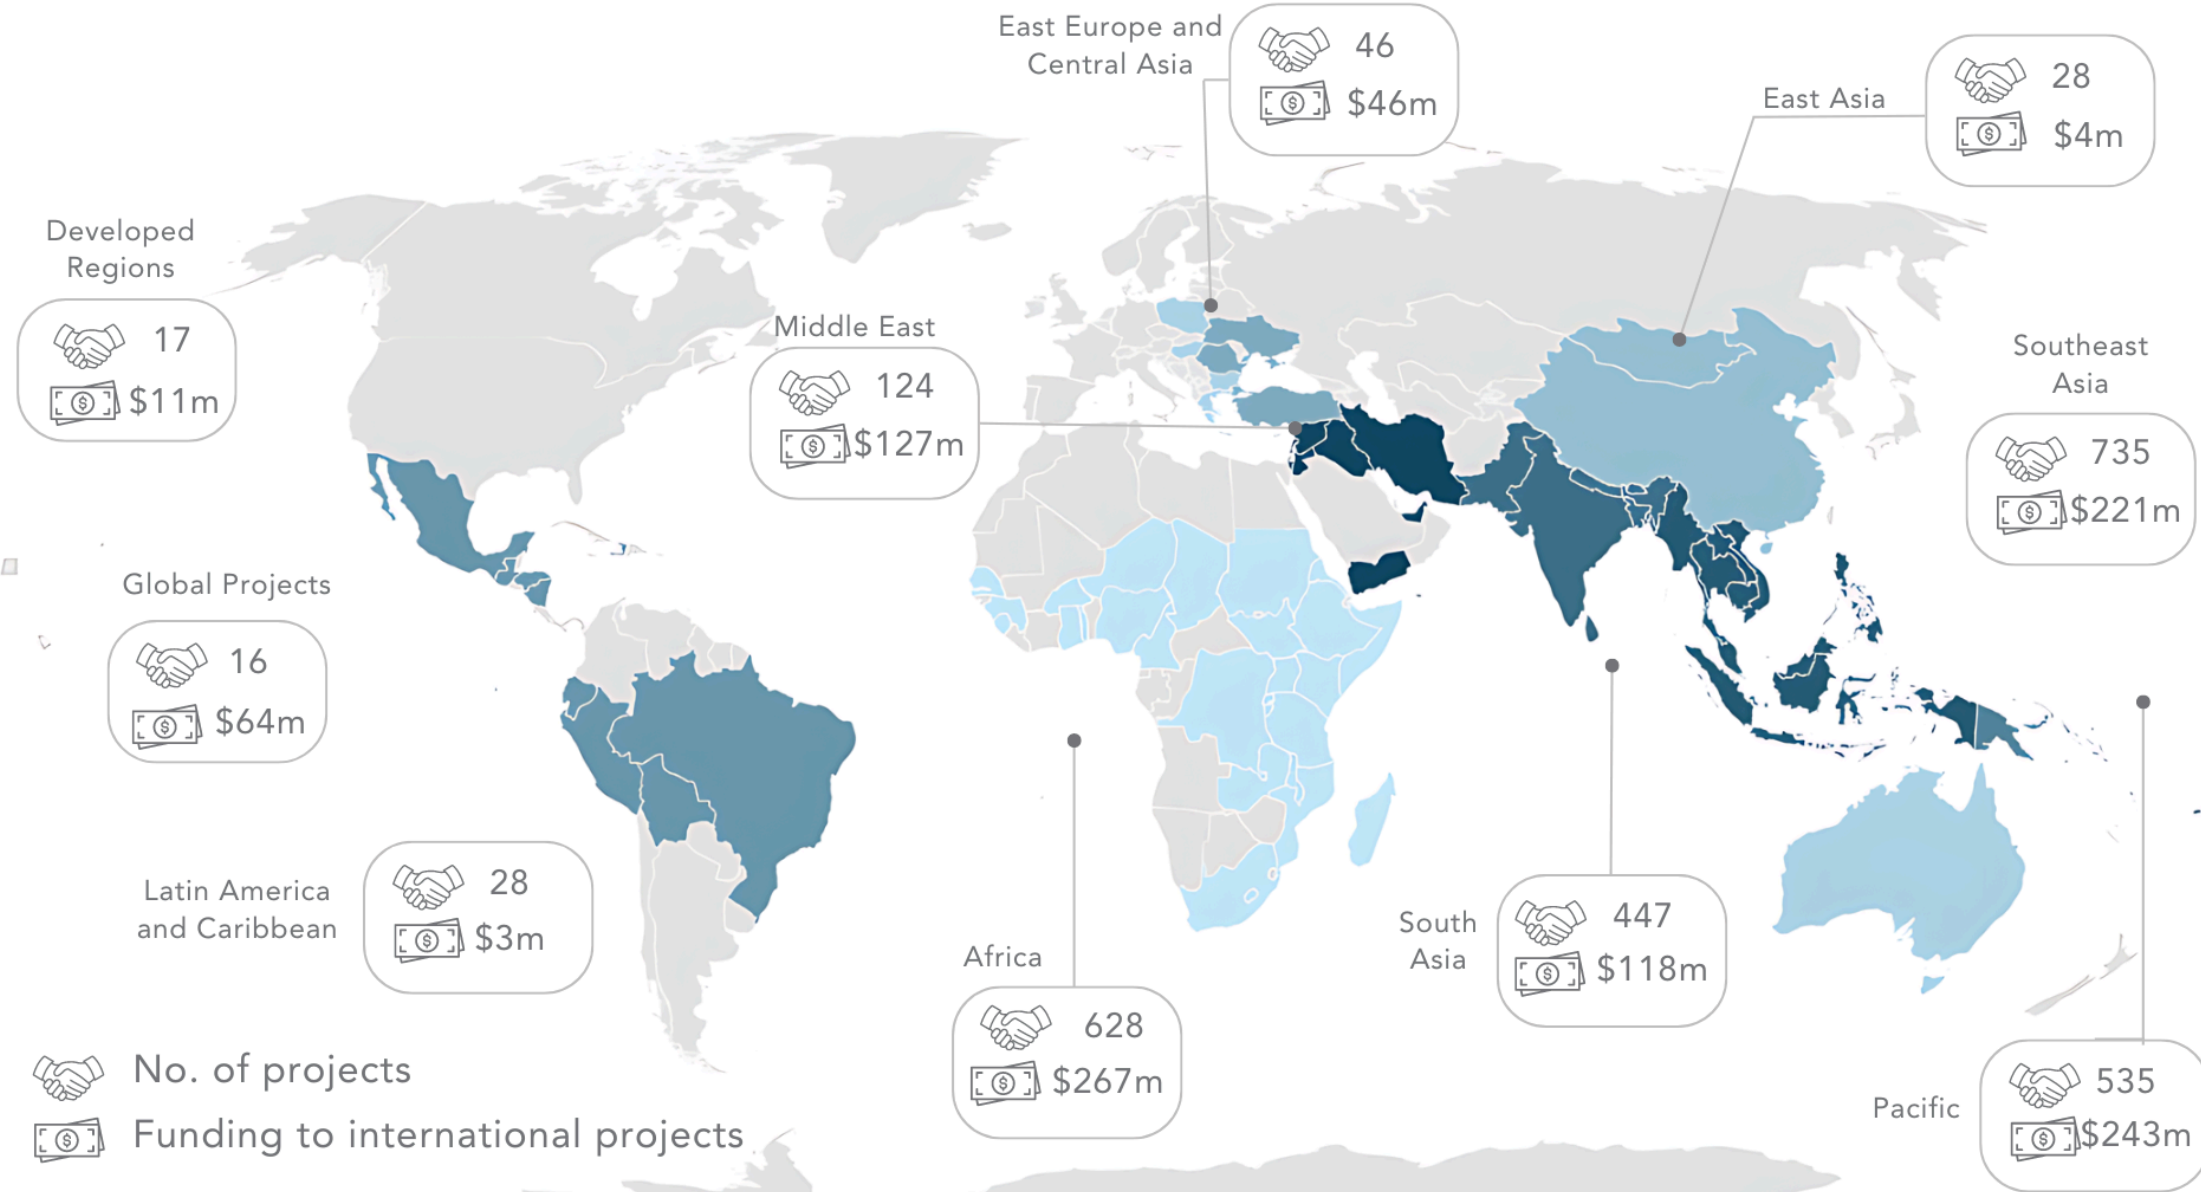 East Europe and
Central Asia
46
$46m
East Asia
28
$4m
Developed
Regions
17
$11m
Middle East
124
$127m
Southeast
Asia
735
$221m
Global Projects
16
$64m
Latin America
and Caribbean
28
$3m
Africa
628
$267m
South
Asia
447
$118m
Pacific
535
$243m
No. of projects
Funding to international projects